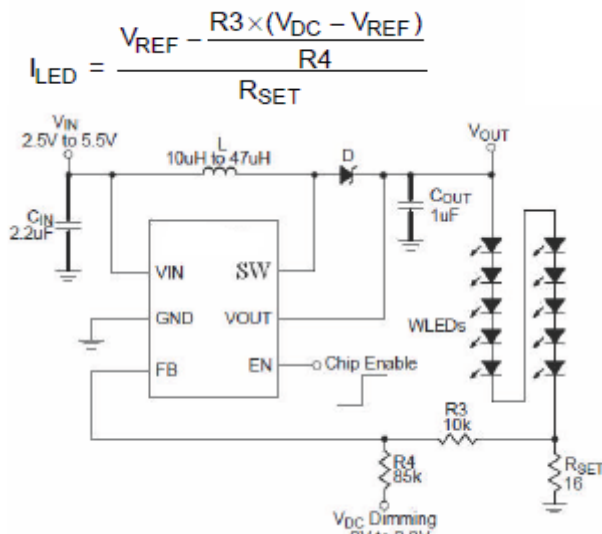 I_LED = (V_REF − (R3×(V_DC − V_REF)) / R4) / R_SET
V_IN
2.5V to 5.5V
L
10uH to 47uH
D
V_OUT
C_IN
2.2uF
C_OUT
1uF
VIN
SW
GND
VOUT
FB
EN
Chip Enable
WLEDs
R3
10k
R4
85k
R_SET
16
V_DC Dimming